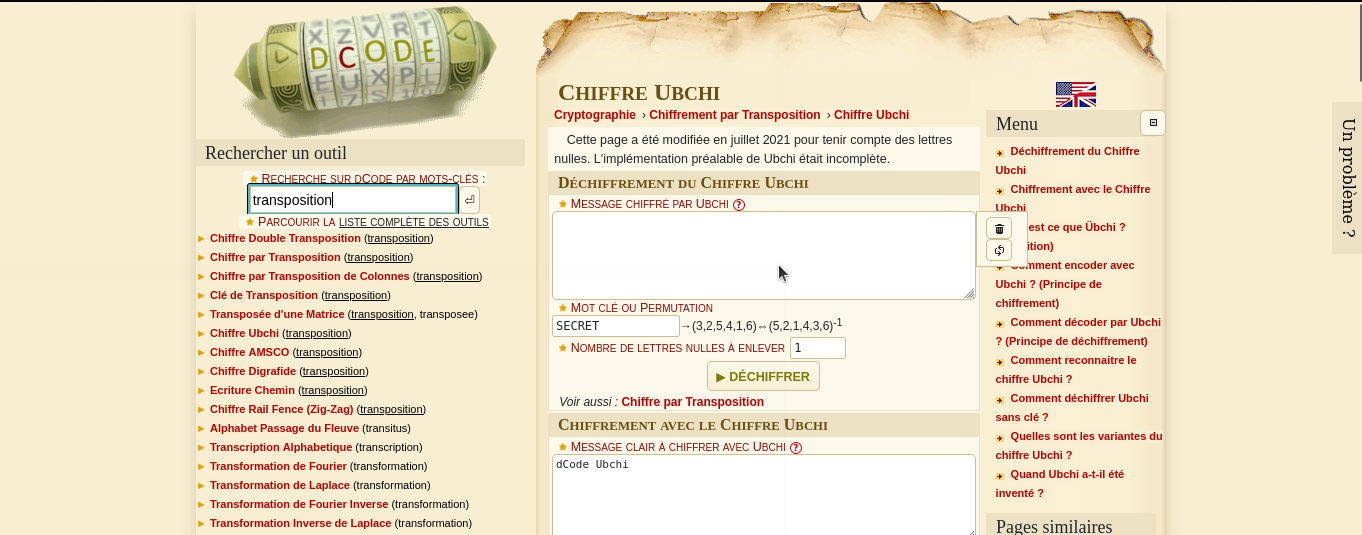 X Z V R T
D C O D E
E U X P L
Rechercher un outil
★ Recherche sur dCode par mots-clés :
transposition
★ Parcourir la liste complète des outils
► Chiffre Double Transposition (transposition)
► Chiffre par Transposition (transposition)
► Chiffre par Transposition de Colonnes (transposition)
► Clé de Transposition (transposition)
► Transposée d'une Matrice (transposition, transposee)
► Chiffre Ubchi (transposition)
► Chiffre AMSCO (transposition)
► Chiffre Digrafide (transposition)
► Ecriture Chemin (transposition)
► Chiffre Rail Fence (Zig-Zag) (transposition)
► Alphabet Passage du Fleuve (transitus)
► Transcription Alphabetique (transcription)
► Transformation de Fourier (transformation)
► Transformation de Laplace (transformation)
► Transformation de Fourier Inverse (transformation)
► Transformation Inverse de Laplace (transformation)
Chiffre Ubchi
Cryptographie › Chiffrement par Transposition › Chiffre Ubchi
Cette page a été modifiée en juillet 2021 pour tenir compte des lettres
nulles. L'implémentation préalable de Ubchi était incomplète.
Déchiffrement du Chiffre Ubchi
★ Message chiffré par Ubchi ?
★ Mot clé ou Permutation
SECRET →(3,2,5,4,1,6)↔(5,2,1,4,3,6)⁻¹
★ Nombre de lettres nulles à enlever 1
► DÉCHIFFRER
Voir aussi : Chiffre par Transposition
Chiffrement avec le Chiffre Ubchi
★ Message clair à chiffrer avec Ubchi ?
dCode Ubchi
Menu
Déchiffrement du Chiffre
Ubchi
Chiffrement avec le Chiffre
Ubchi
est ce que Übchi ?
ition)
Comment encoder avec
Ubchi ? (Principe de
chiffrement)
Comment décoder par Ubchi
? (Principe de déchiffrement)
Comment reconnaitre le
chiffre Ubchi ?
Comment déchiffrer Ubchi
sans clé ?
Quelles sont les variantes du
chiffre Ubchi ?
Quand Ubchi a-t-il été
inventé ?
Pages similaires
Un problème ?